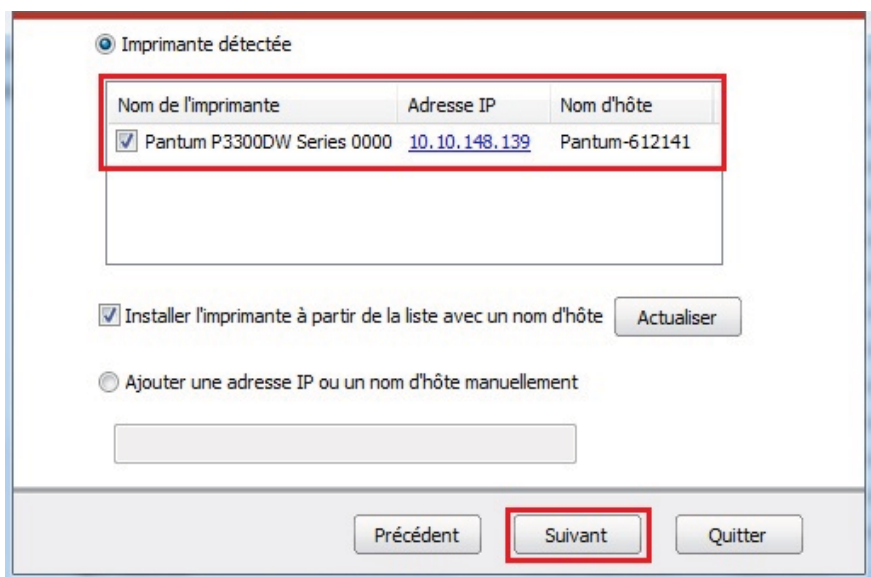 Imprimante détectée
Nom de l'imprimante Adresse IP Nom d'hôte
Pantum P3300DW Series 0000 10.10.148.139 Pantum-612141
Installer l'imprimante à partir de la liste avec un nom d'hôte Actualiser
Ajouter une adresse IP ou un nom d'hôte manuellement
Précédent Suivant Quitter